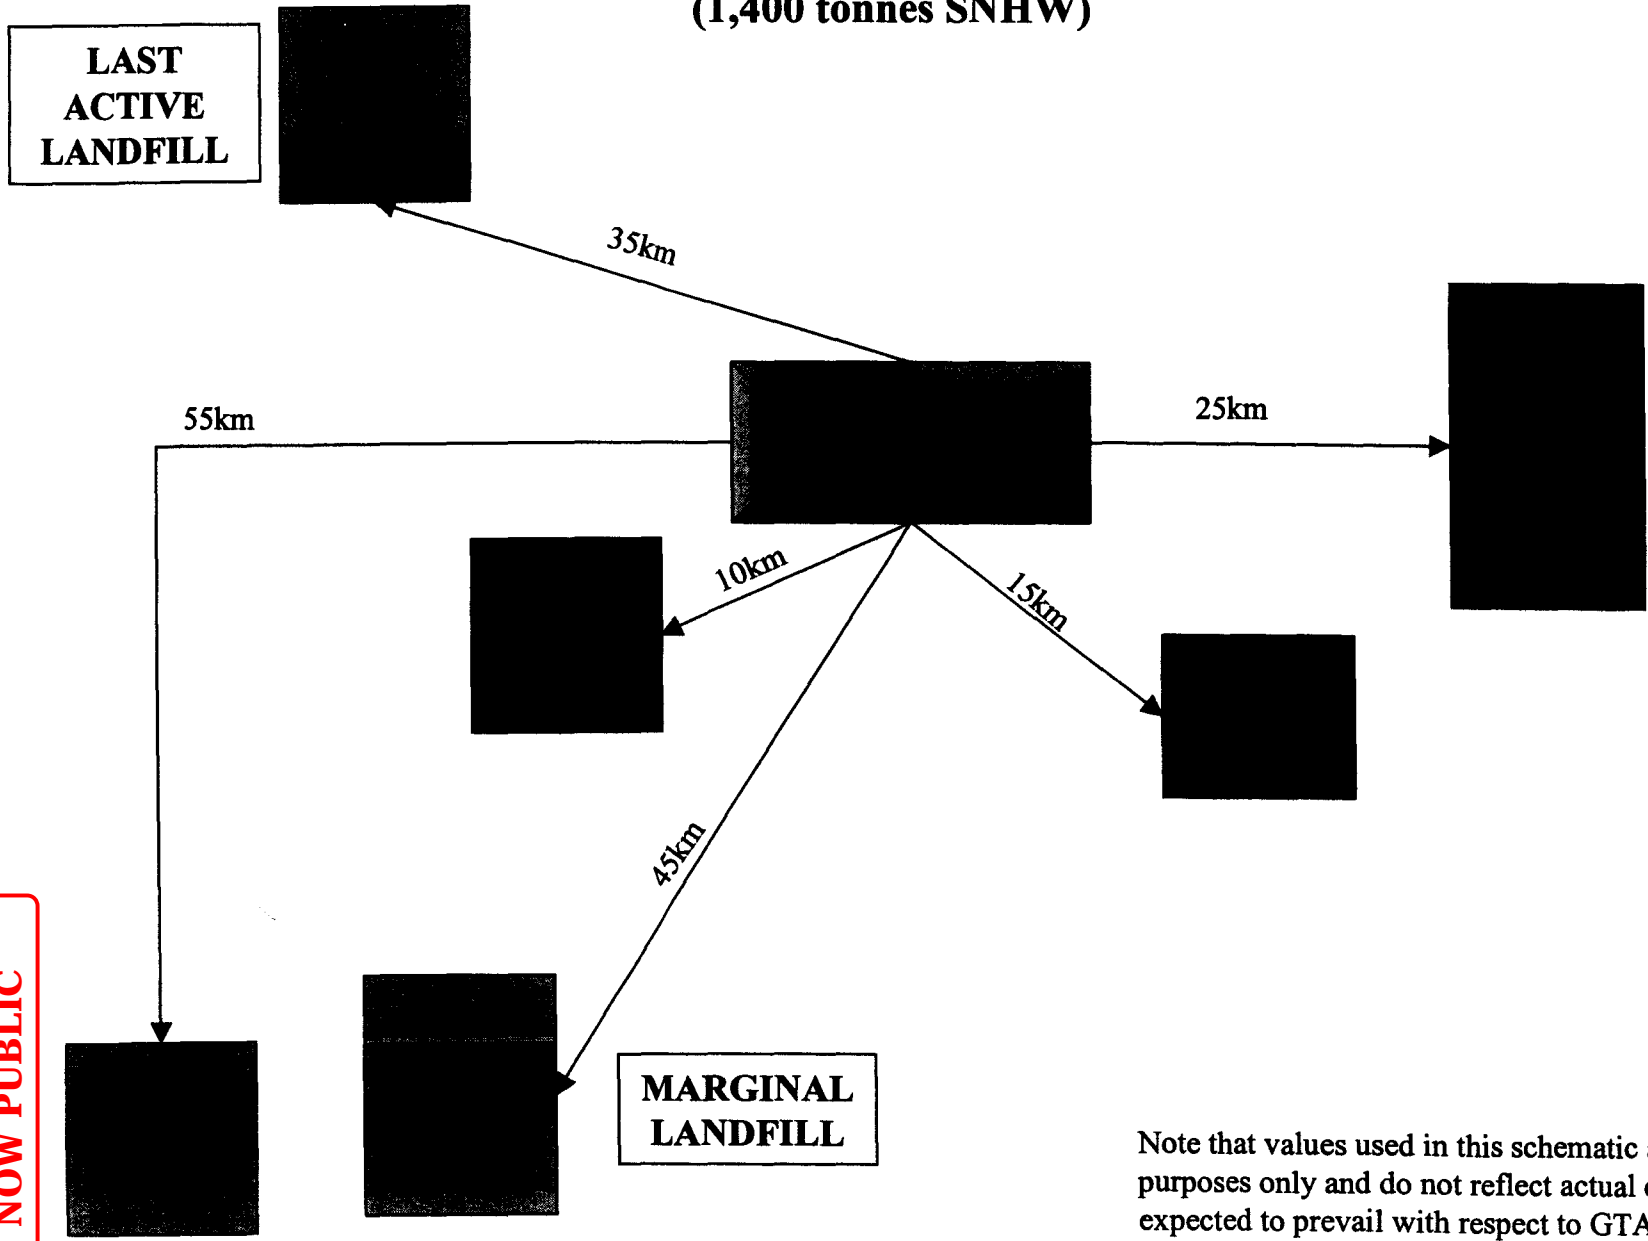 (1,400 tonnes SNHW)
LAST
ACTIVE
LANDFILL
35km
55km
25km
10km
15km
45km
MARGINAL
LANDFILL
NOW PUBLIC
Note that values used in this schematic
purposes only and do not reflect actual
expected to prevail with respect to GTA